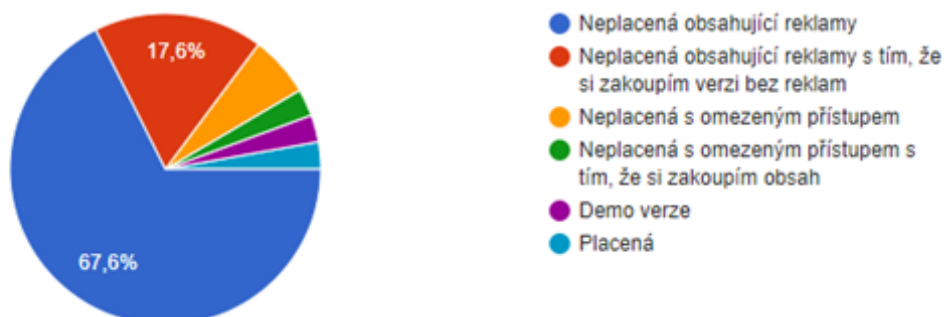 17,6%
67,6%
Neplacená obsahující reklamy
Neplacená obsahující reklamy s tím, že
si zakoupím verzi bez reklam
Neplacená s omezeným přístupem
Neplacená s omezeným přístupem s
tím, že si zakoupím obsah
Demo verze
Placená